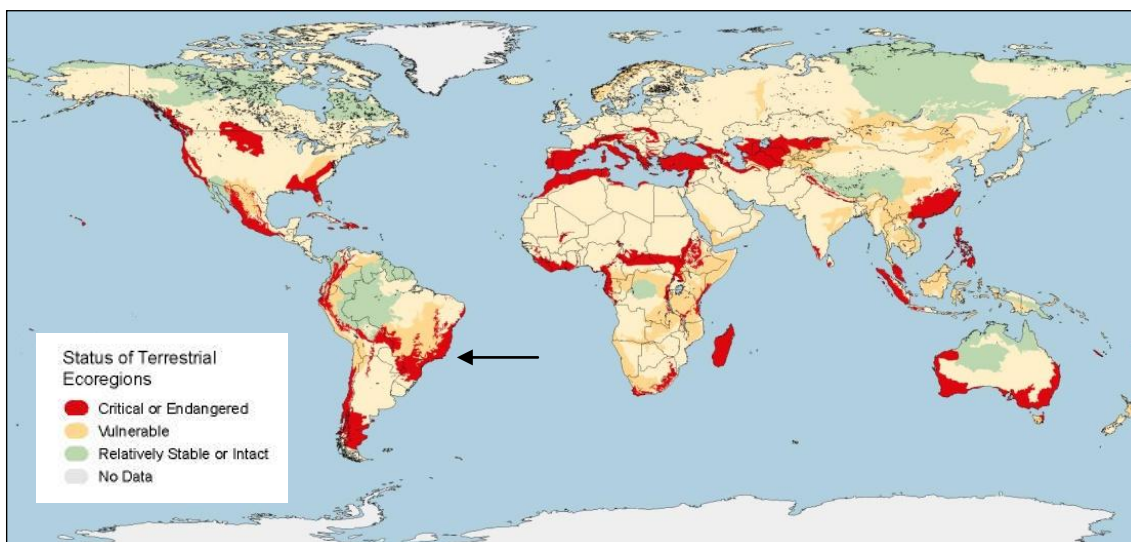 Status of Terrestrial
Ecoregions
Critical or Endangered
Vulnerable
Relatively Stable or Intact
No Data